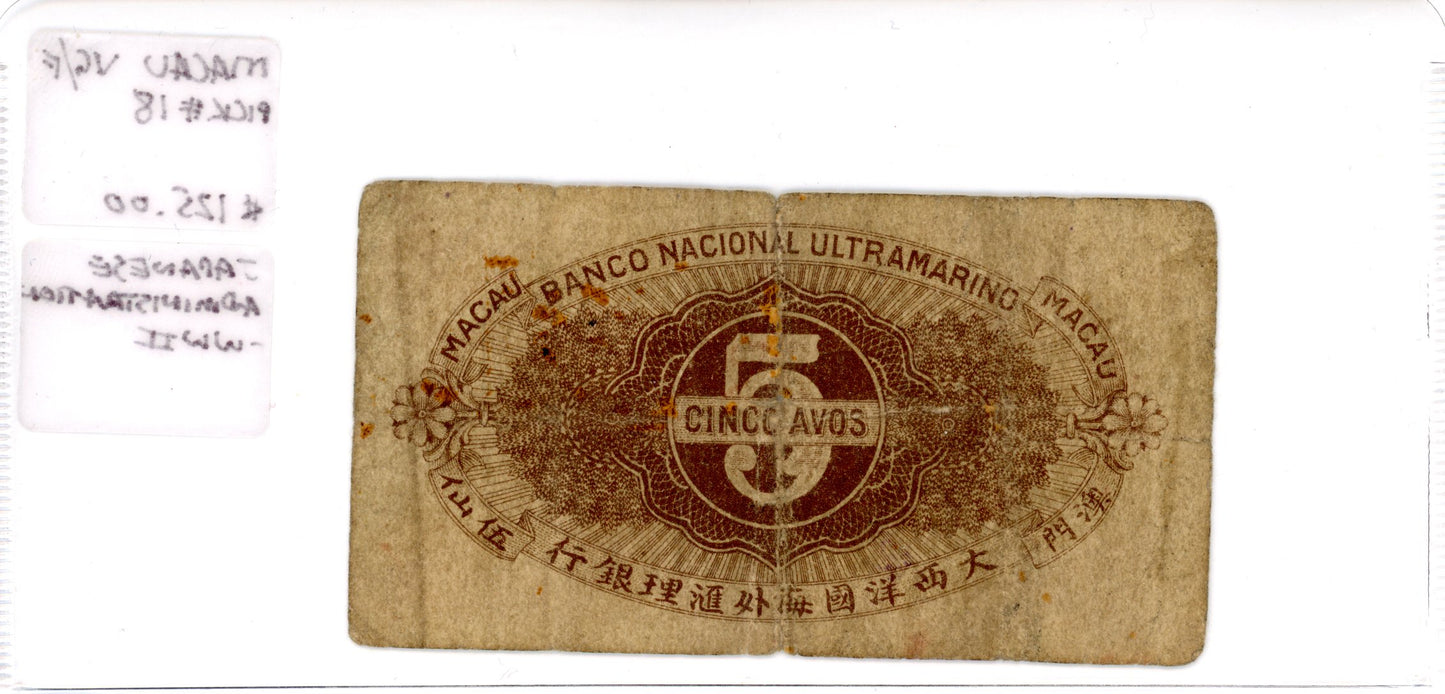 MACAU VG/F
PICK #18
$125.00
JAPANESE
ADMINISTRATION
- WWII
MACAU
BANCO NACIONAL ULTRAMARINO
MACAU
5
CINCO AVOS
澳門
大西洋國海外滙理銀行
伍仙